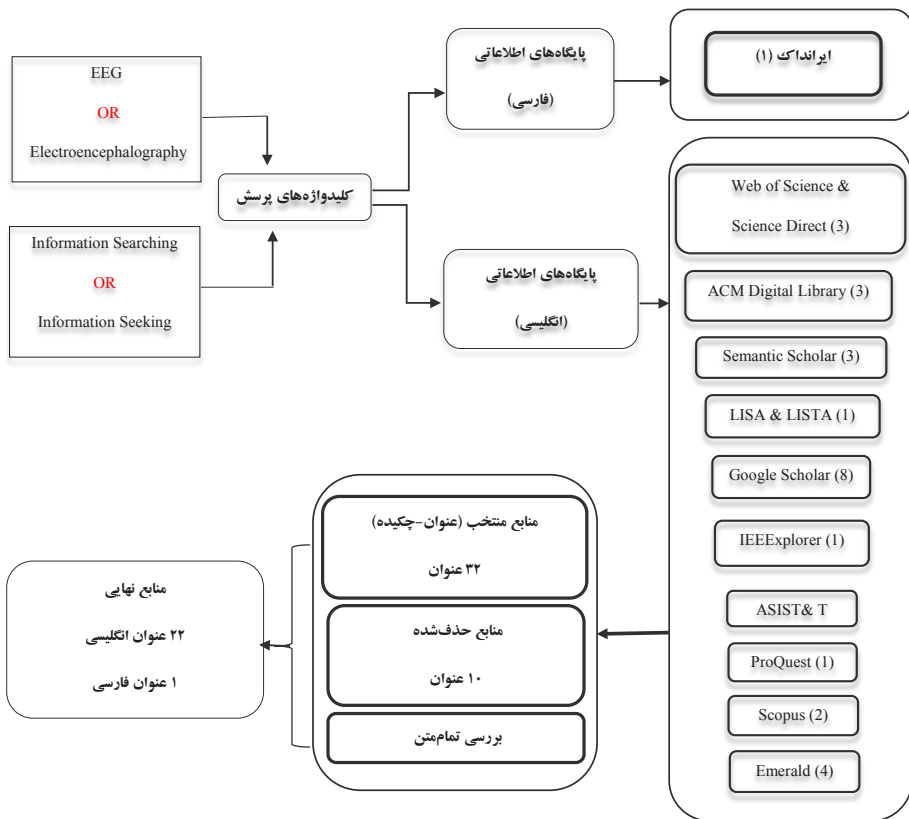 EEG
OR
Electroencephalography
Information Searching
OR
Information Seeking
کلیدواژه‌های پرسش
پایگاه‌های اطلاعاتی
(فارسی)
پایگاه‌های اطلاعاتی
(انگلیسی)
ایرانداک (۱)
Web of Science &
Science Direct (3)
ACM Digital Library (3)
Semantic Scholar (3)
LISA & LISTA (1)
Google Scholar (8)
IEEExplorer (1)
ASIST& T
ProQuest (1)
Scopus (2)
Emerald (4)
منابع منتخب (عنوان-چکیده)
۳۲ عنوان
منابع حذف‌شده
۱۰ عنوان
بررسی تمام‌متن
منابع نهایی
۲۲ عنوان انگلیسی
۱ عنوان فارسی